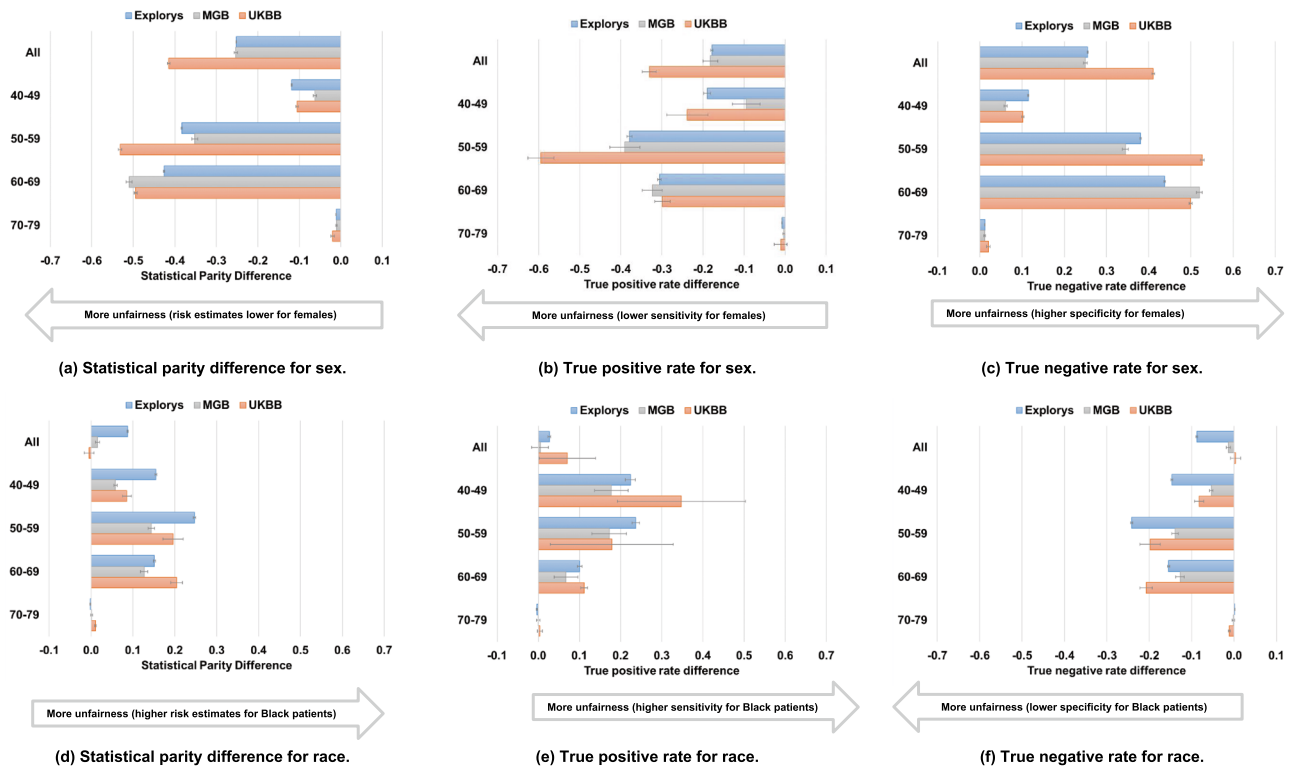 Explorys MGB UKBB
All
40-49
50-59
60-69
70-79
-0.7 -0.6 -0.5 -0.4 -0.3 -0.2 -0.1 0.0 0.1
Statistical Parity Difference
More unfairness (risk estimates lower for females)
(a) Statistical parity difference for sex.
Explorys MGB UKBB
All
40-49
50-59
60-69
70-79
-0.7 -0.6 -0.5 -0.4 -0.3 -0.2 -0.1 0.0 0.1
True positive rate difference
More unfairness (lower sensitivity for females)
(b) True positive rate for sex.
Explorys MGB UKBB
All
40-49
50-59
60-69
70-79
-0.1 0.0 0.1 0.2 0.3 0.4 0.5 0.6 0.7
True negative rate difference
More unfairness (higher specificity for females)
(c) True negative rate for sex.
Explorys MGB UKBB
All
40-49
50-59
60-69
70-79
-0.1 0.0 0.1 0.2 0.3 0.4 0.5 0.6 0.7
Statistical Parity Difference
More unfairness (higher risk estimates for Black patients)
(d) Statistical parity difference for race.
Explorys MGB UKBB
All
40-49
50-59
60-69
70-79
-0.1 0.0 0.1 0.2 0.3 0.4 0.5 0.6 0.7
True positive rate difference
More unfairness (higher sensitivity for Black patients)
(e) True positive rate for race.
Explorys MGB UKBB
All
40-49
50-59
60-69
70-79
-0.7 -0.6 -0.5 -0.4 -0.3 -0.2 -0.1 0.0 0.1
True negative rate difference
More unfairness (lower specificity for Black patients)
(f) True negative rate for race.